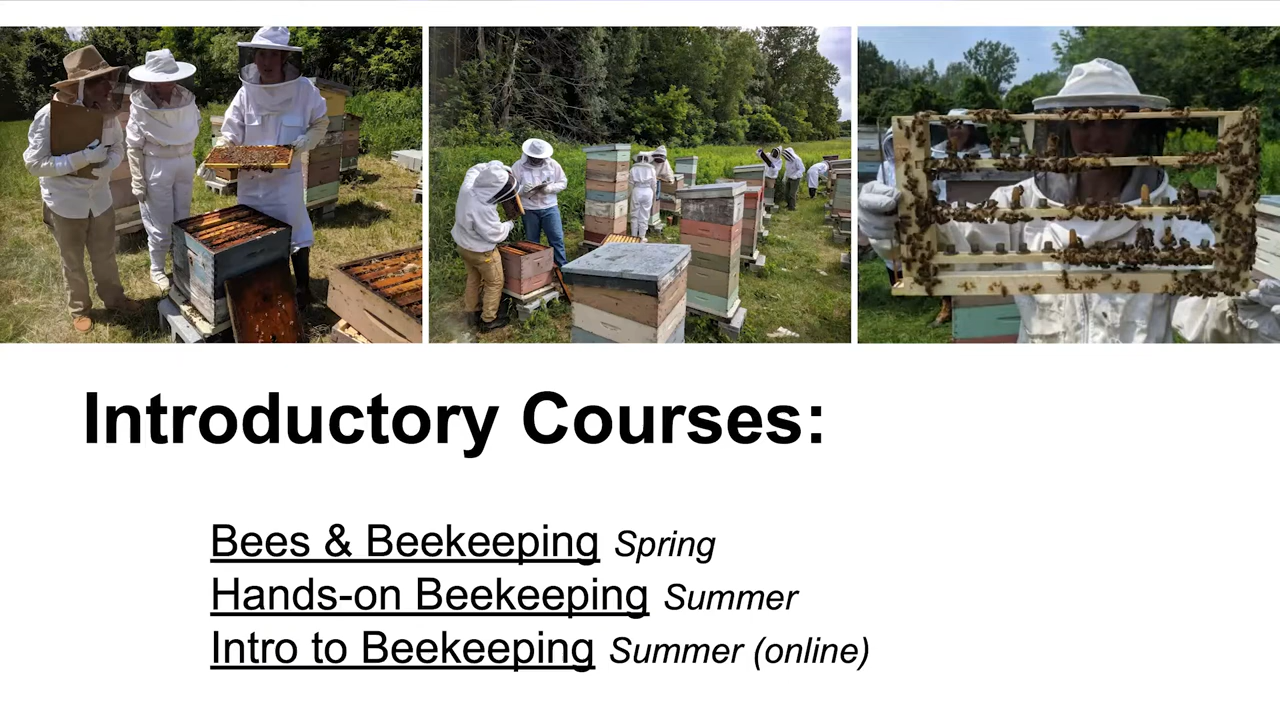 Introductory Courses:
Bees & Beekeeping Spring
Hands-on Beekeeping Summer
Intro to Beekeeping Summer (online)